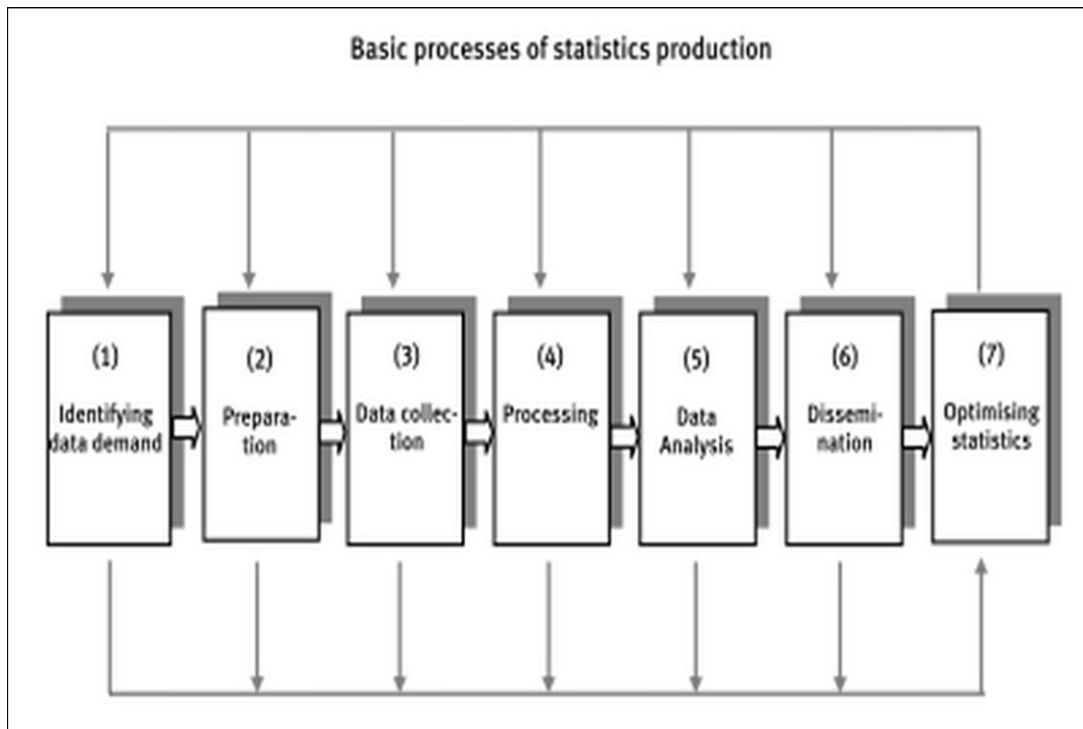 Basic processes of statistics production
(1)
Identifying
data demand
(2)
Prepara-
tion
(3)
Data collec-
tion
(4)
Processing
(5)
Data
Analysis
(6)
Dissemi-
nation
(7)
Optimising
statistics